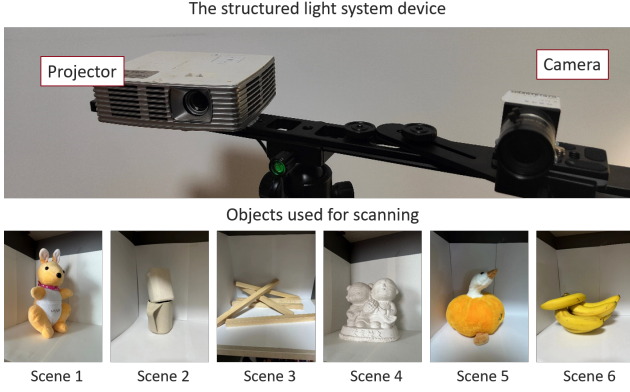 The structured light system device
Projector
Camera
Objects used for scanning
Scene 1
Scene 2
Scene 3
Scene 4
Scene 5
Scene 6